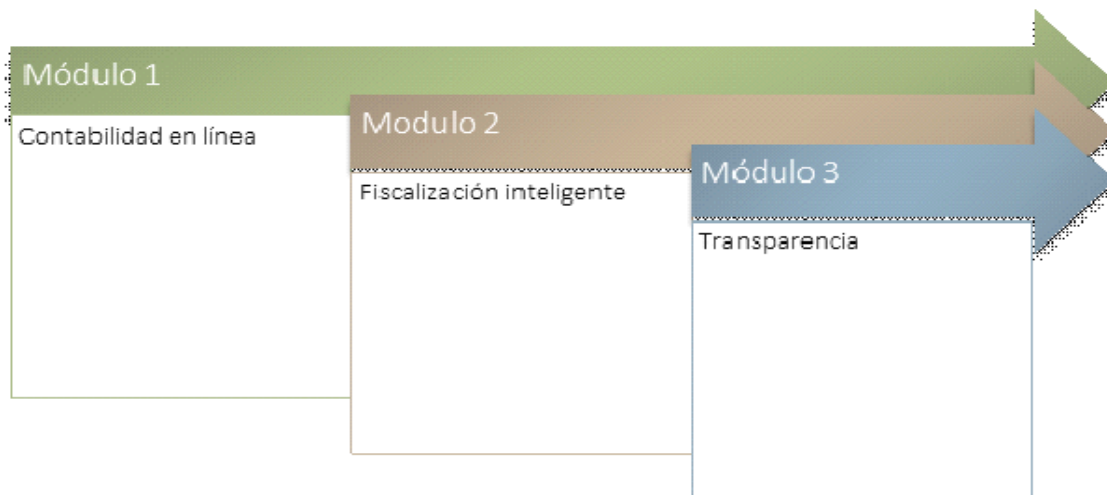 Módulo 1
Contabilidad en línea
Modulo 2
Fiscalización inteligente
Módulo 3
Transparencia